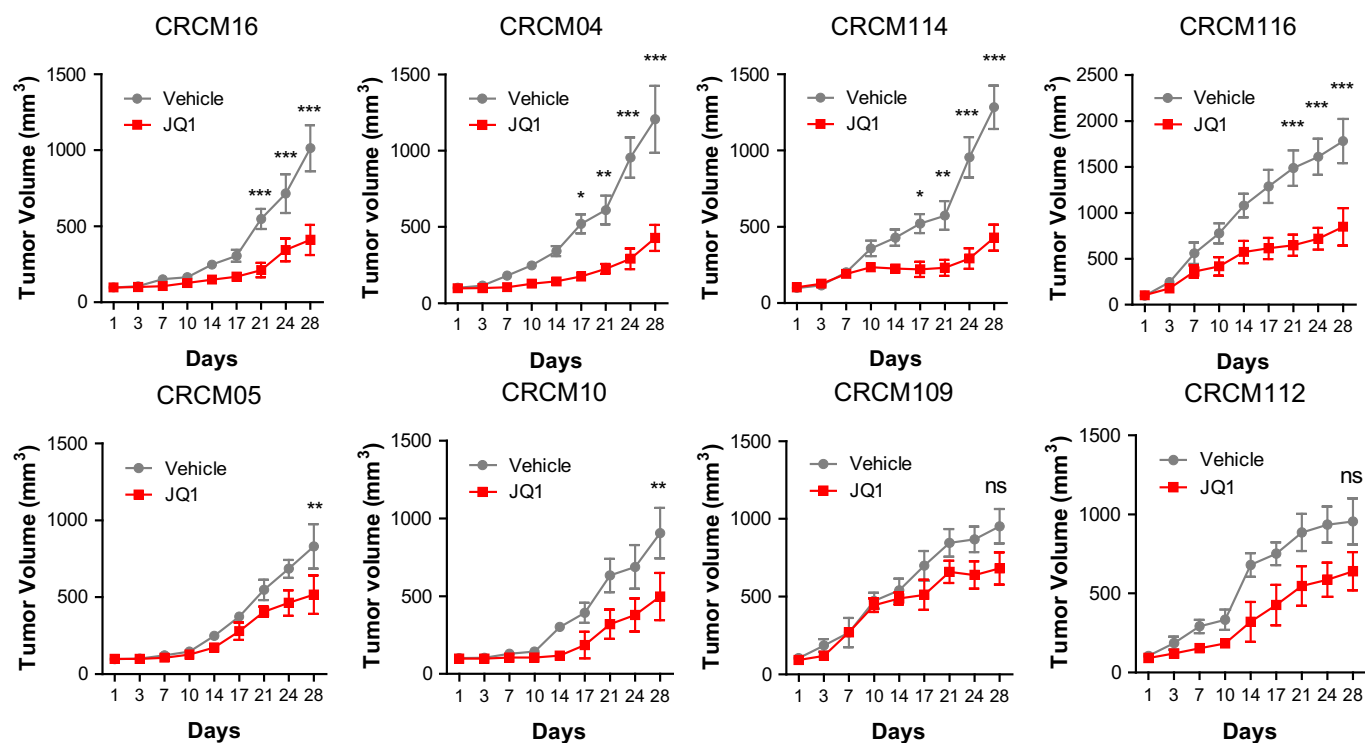 CRCM16
Tumor Volume (mm³)
1500
1000
500
0
Vehicle
JQ1
***
***
***
1 3 7 10 14 17 21 24 28
Days
CRCM04
Tumor volume (mm³)
1500
1000
500
0
Vehicle
JQ1
*
**
***
***
1 3 7 10 14 17 21 24 28
Days
CRCM114
Tumor Volume (mm³)
1500
1000
500
0
Vehicle
JQ1
*
**
***
***
1 3 7 10 14 17 21 24 28
Days
CRCM116
Tumor Volume (mm³)
2500
2000
1500
1000
500
0
Vehicle
JQ1
***
***
***
1 3 7 10 14 17 21 24 28
Days
CRCM05
Tumor Volume (mm³)
1500
1000
500
0
Vehicle
JQ1
**
1 3 7 10 14 17 21 24 28
Days
CRCM10
Tumor volume (mm³)
1500
1000
500
0
Vehicle
JQ1
**
1 3 7 10 14 17 21 24 28
Days
CRCM109
Tumor Volume (mm³)
1500
1000
500
0
Vehicle
JQ1
ns
1 3 7 10 14 17 21 24 28
Days
CRCM112
Tumor Volume (mm³)
1500
1000
500
0
Vehicle
JQ1
ns
1 3 7 10 14 17 21 24 28
Days